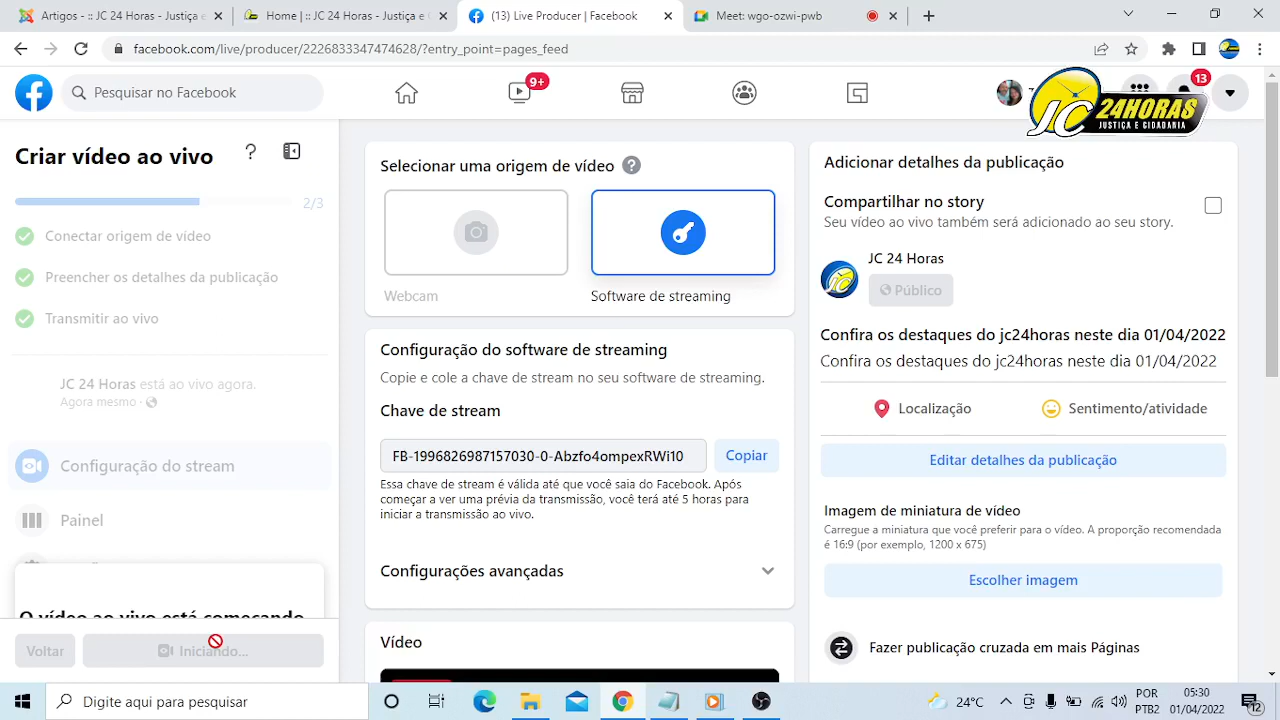 Artigos - Justiça e
Home | :: JC 24 Horas - Justiça e C
(13) Live Producer | Facebook
Meet: wgo-ozvi-pwb
facebook.com/live/producer/2226833347474628/?entry_point=pages_feed
Pesquisar no Facebook
9+
13
JC 24HORAS
JUSTIÇA E CIDADANIA
Criar vídeo ao vivo
2/3
Conectar origem de vídeo
Preencher os detalhes da publicação
Transmitir ao vivo
JC 24 Horas está ao vivo agora.
Agora mesmo ·
Configuração do stream
Painel
O vídeo ao vivo está começando
Voltar
Iniciando...
Selecionar uma origem de vídeo
Webcam
Software de streaming
Configuração do software de streaming
Copie e cole a chave de stream no seu software de streaming.
Chave de stream
FB-1996826987157030-0-Abzfo4ompexRWi10
Copiar
Essa chave de stream é válida até que você saia do Facebook. Após
começar a ver uma prévia da transmissão, você terá até 5 horas para
iniciar a transmissão ao vivo.
Configurações avançadas
Vídeo
Adicionar detalhes da publicação
Compartilhar no story
Seu vídeo ao vivo também será adicionado ao seu story.
JC 24 Horas
Público
Confira os destaques do jc24horas neste dia 01/04/2022
Confira os destaques do jc24horas neste dia 01/04/2022
Localização
Sentimento/atividade
Editar detalhes da publicação
Imagem de miniatura de vídeo
Carregue a miniatura que você preferir para o vídeo. A proporção recomendada
é 16:9 (por exemplo, 1200 x 675)
Escolher imagem
Fazer publicação cruzada em mais Páginas
Digite aqui para pesquisar
24°C
POR
PTB2
05:30
01/04/2022
12